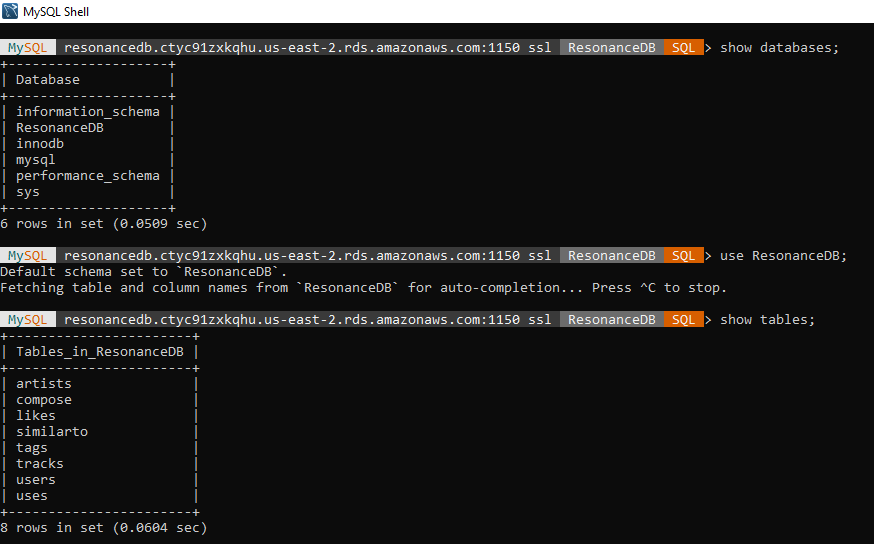 MySQL Shell
MySQL resonancedb.ctyc91zxkqhu.us-east-2.rds.amazonaws.com:1150 ssl ResonanceDB SQL > show databases;
+--------------------+
| Database           |
+--------------------+
| information_schema |
| ResonanceDB        |
| innodb             |
| mysql              |
| performance_schema |
| sys                |
+--------------------+
6 rows in set (0.0509 sec)
MySQL resonancedb.ctyc91zxkqhu.us-east-2.rds.amazonaws.com:1150 ssl ResonanceDB SQL > use ResonanceDB;
Default schema set to `ResonanceDB`.
Fetching table and column names from `ResonanceDB` for auto-completion... Press ^C to stop.
MySQL resonancedb.ctyc91zxkqhu.us-east-2.rds.amazonaws.com:1150 ssl ResonanceDB SQL > show tables;
+-----------------------+
| Tables_in_ResonanceDB |
+-----------------------+
| artists               |
| compose               |
| likes                 |
| similarto             |
| tags                  |
| tracks                |
| users                 |
| uses                  |
+-----------------------+
8 rows in set (0.0604 sec)